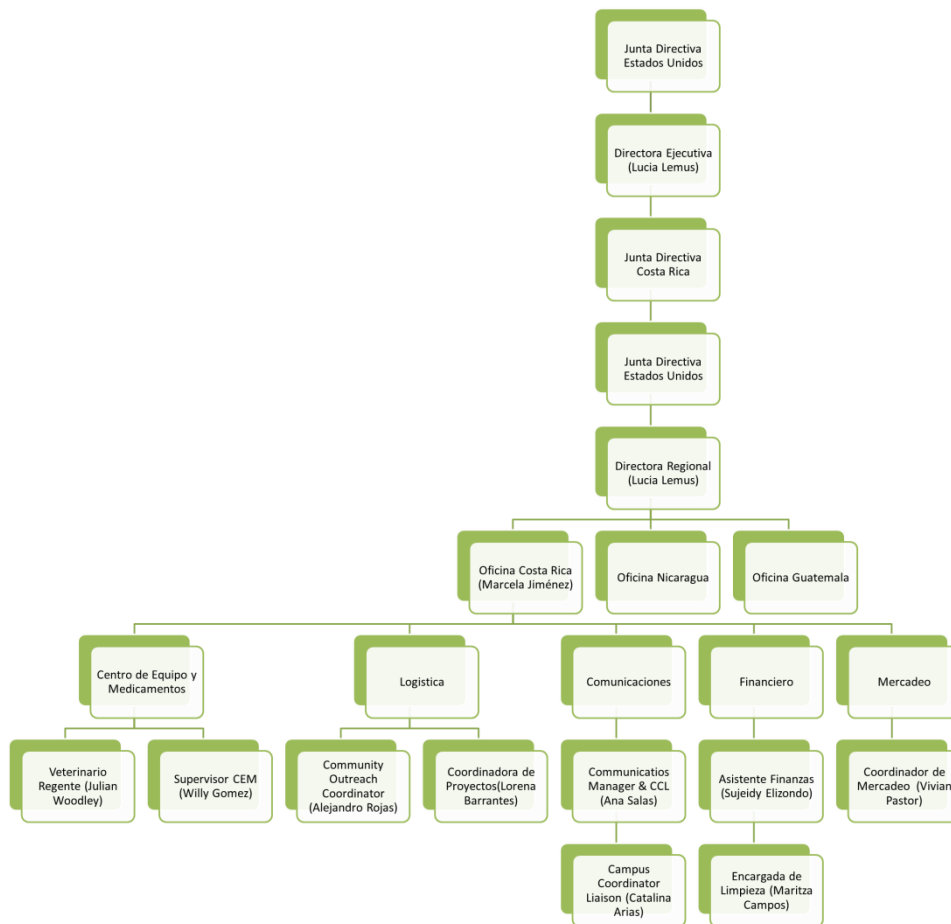 Junta Directiva
Estados Unidos
Directora Ejecutiva
(Lucia Lemus)
Junta Directiva
Costa Rica
Junta Directiva
Estados Unidos
Directora Regional
(Lucia Lemus)
Oficina Costa Rica
(Marcela Jiménez)
Oficina Nicaragua
Oficina Guatemala
Centro de Equipo y
Medicamentos
Logistica
Comunicaciones
Financiero
Mercadeo
Veterinario
Regente (Julian
Woodley)
Supervisor CEM
(Willy Gomez)
Community
Outreach
Coordinator
(Alejandro Rojas)
Coordinadora de
Proyectos(Lorena
Barrantes)
Communicatios
Manager & CCL
(Ana Salas)
Asistente Finanzas
(Sujeidy Elizondo)
Coordinador de
Mercadeo (Vivian
Pastor)
Campus
Coordinator
Liaison (Catalina
Arias)
Encargada de
Limpieza (Maritza
Campos)